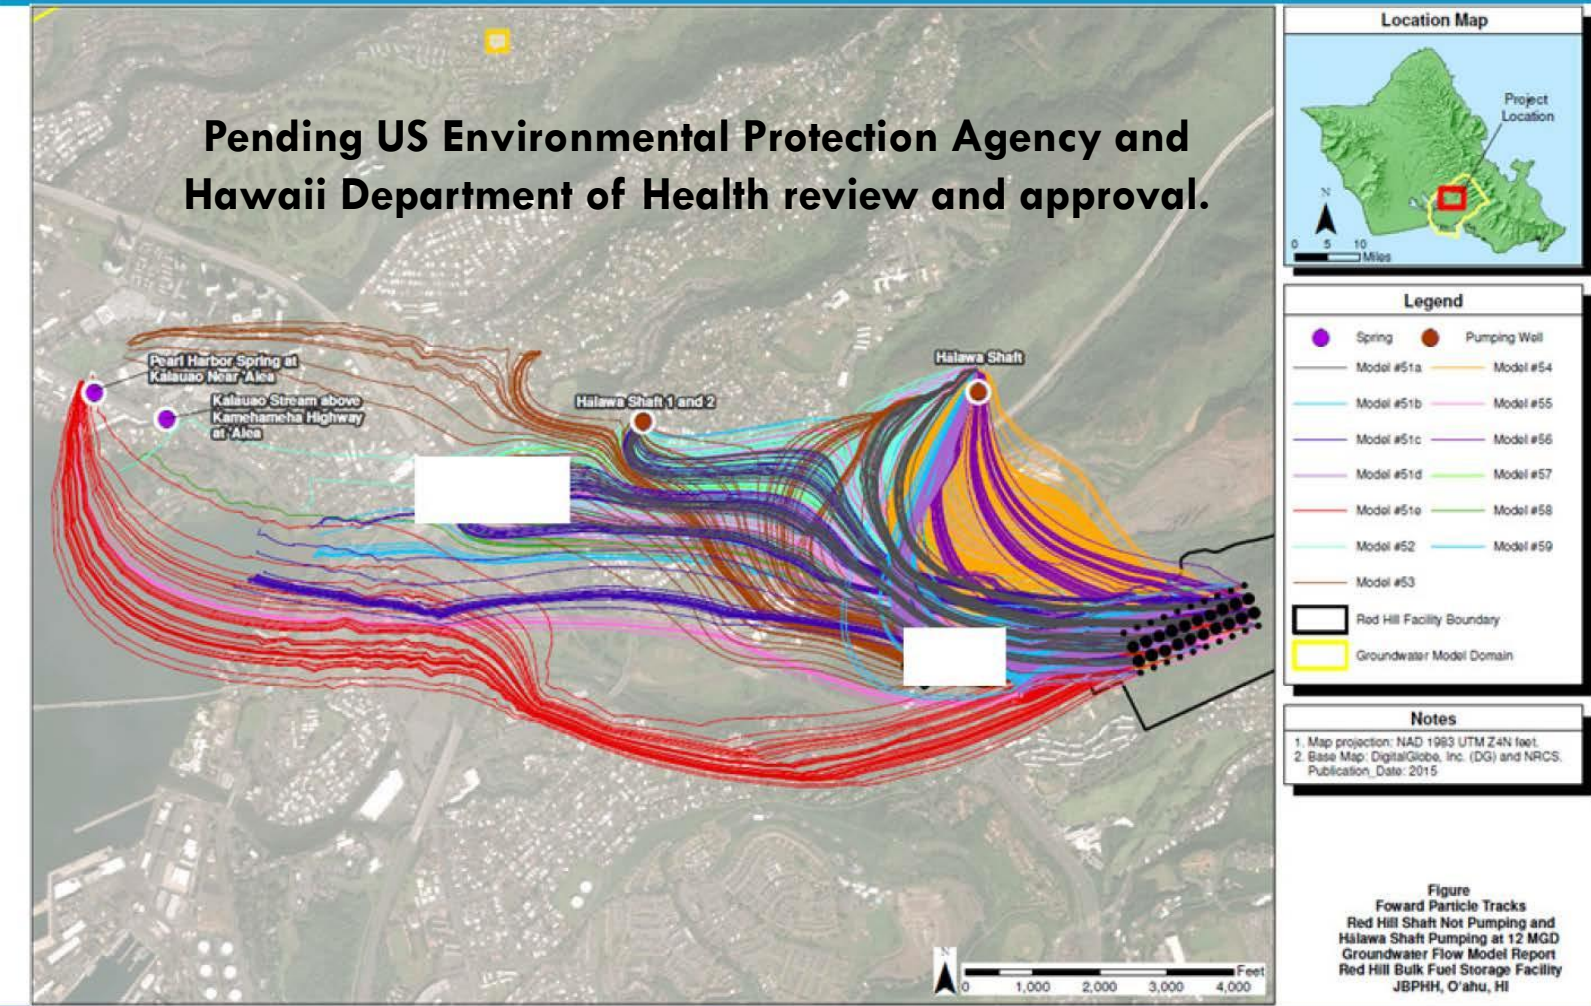 Pending US Environmental Protection Agency and
Hawaii Department of Health review and approval.
Pearl Harbor Spring at
Kalauao Near ʻAiea
Kalauao Stream above
Kamehameha Highway
at ʻAiea
Hālawa Shaft 1 and 2
Hālawa Shaft
N
Feet
0 1,000 2,000 3,000 4,000
Location Map
Project
Location
N
0 5 10
Miles
Legend
Spring Pumping Well
Model #51a Model #54
Model #51b Model #55
Model #51c Model #56
Model #51d Model #57
Model #51e Model #58
Model #52 Model #59
Model #53
Red Hill Facility Boundary
Groundwater Model Domain
Notes
1. Map projection: NAD 1983 UTM Z4N feet.
2. Base Map: DigitalGlobe, Inc. (DG) and NRCS.
Publication_Date: 2015
Figure
Foward Particle Tracks
Red Hill Shaft Not Pumping and
Hālawa Shaft Pumping at 12 MGD
Groundwater Flow Model Report
Red Hill Bulk Fuel Storage Facility
JBPHH, Oʻahu, HI